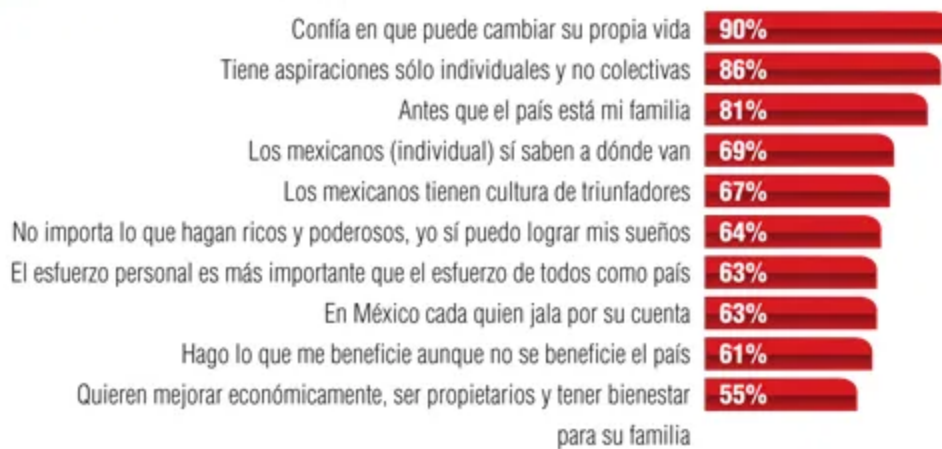 Confía en que puede cambiar su propia vida 90%
Tiene aspiraciones sólo individuales y no colectivas 86%
Antes que el país está mi familia 81%
Los mexicanos (individual) sí saben a dónde van 69%
Los mexicanos tienen cultura de triunfadores 67%
No importa lo que hagan ricos y poderosos, yo sí puedo lograr mis sueños 64%
El esfuerzo personal es más importante que el esfuerzo de todos como país 63%
En México cada quien jala por su cuenta 63%
Hago lo que me beneficie aunque no se beneficie el país 61%
Quieren mejorar económicamente, ser propietarios y tener bienestar 55%
para su familia